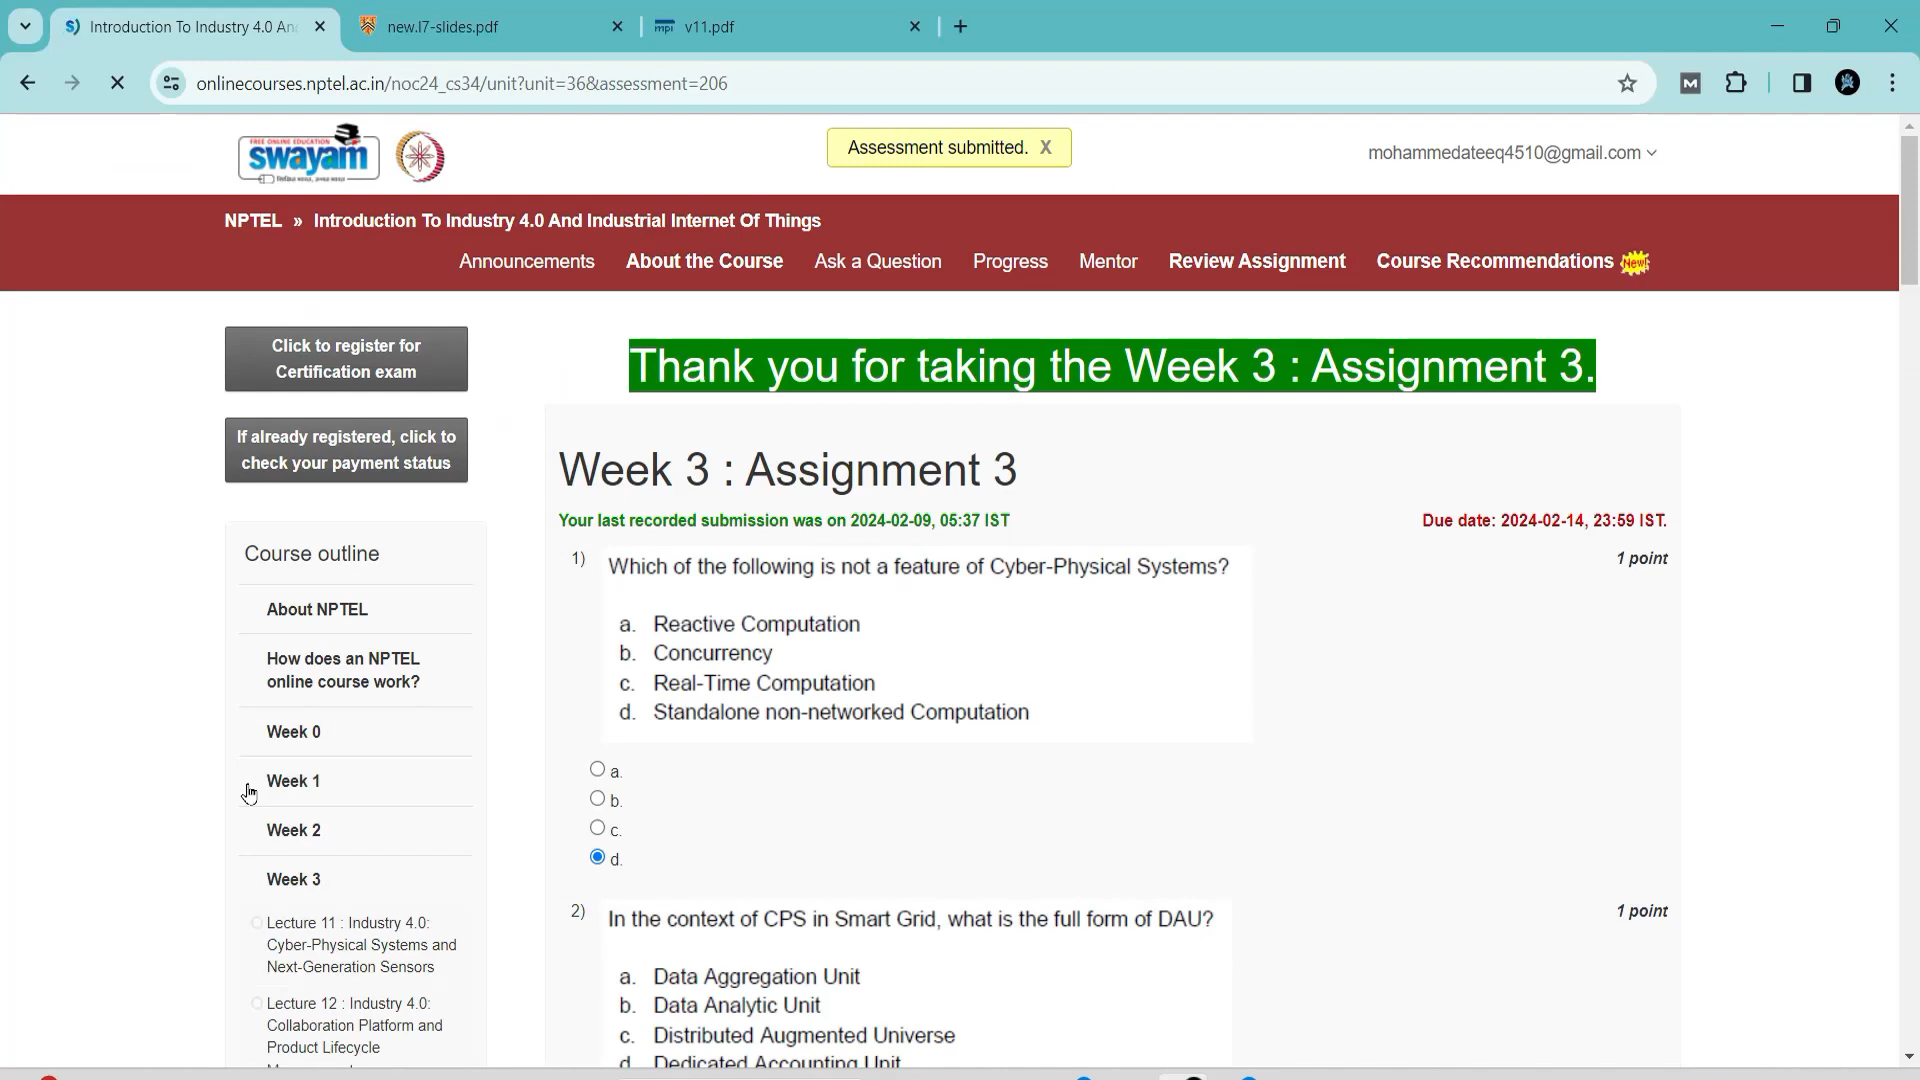 Introduction To Industry 4.0 An
new.l7-slides.pdf
mpi v11.pdf
onlinecourses.nptel.ac.in/noc24_cs34/unit?unit=36&assessment=206
M
FREE ONLINE EDUCATION
swayam
Assessment submitted. X
mohammedateeq4510@gmail.com
NPTEL » Introduction To Industry 4.0 And Industrial Internet Of Things
Announcements About the Course Ask a Question Progress Mentor Review Assignment Course Recommendations New!
Click to register for
Certification exam
If already registered, click to
check your payment status
Course outline
About NPTEL
How does an NPTEL
online course work?
Week 0
Week 1
Week 2
Week 3
Lecture 11 : Industry 4.0:
Cyber-Physical Systems and
Next-Generation Sensors
Lecture 12 : Industry 4.0:
Collaboration Platform and
Product Lifecycle
Thank you for taking the Week 3 : Assignment 3.
Week 3 : Assignment 3
Your last recorded submission was on 2024-02-09, 05:37 IST
Due date: 2024-02-14, 23:59 IST.
1) Which of the following is not a feature of Cyber-Physical Systems?
1 point
a. Reactive Computation
b. Concurrency
c. Real-Time Computation
d. Standalone non-networked Computation
a.
b.
c.
d.
2) In the context of CPS in Smart Grid, what is the full form of DAU?
1 point
a. Data Aggregation Unit
b. Data Analytic Unit
c. Distributed Augmented Universe
d. Dedicated Accounting Unit